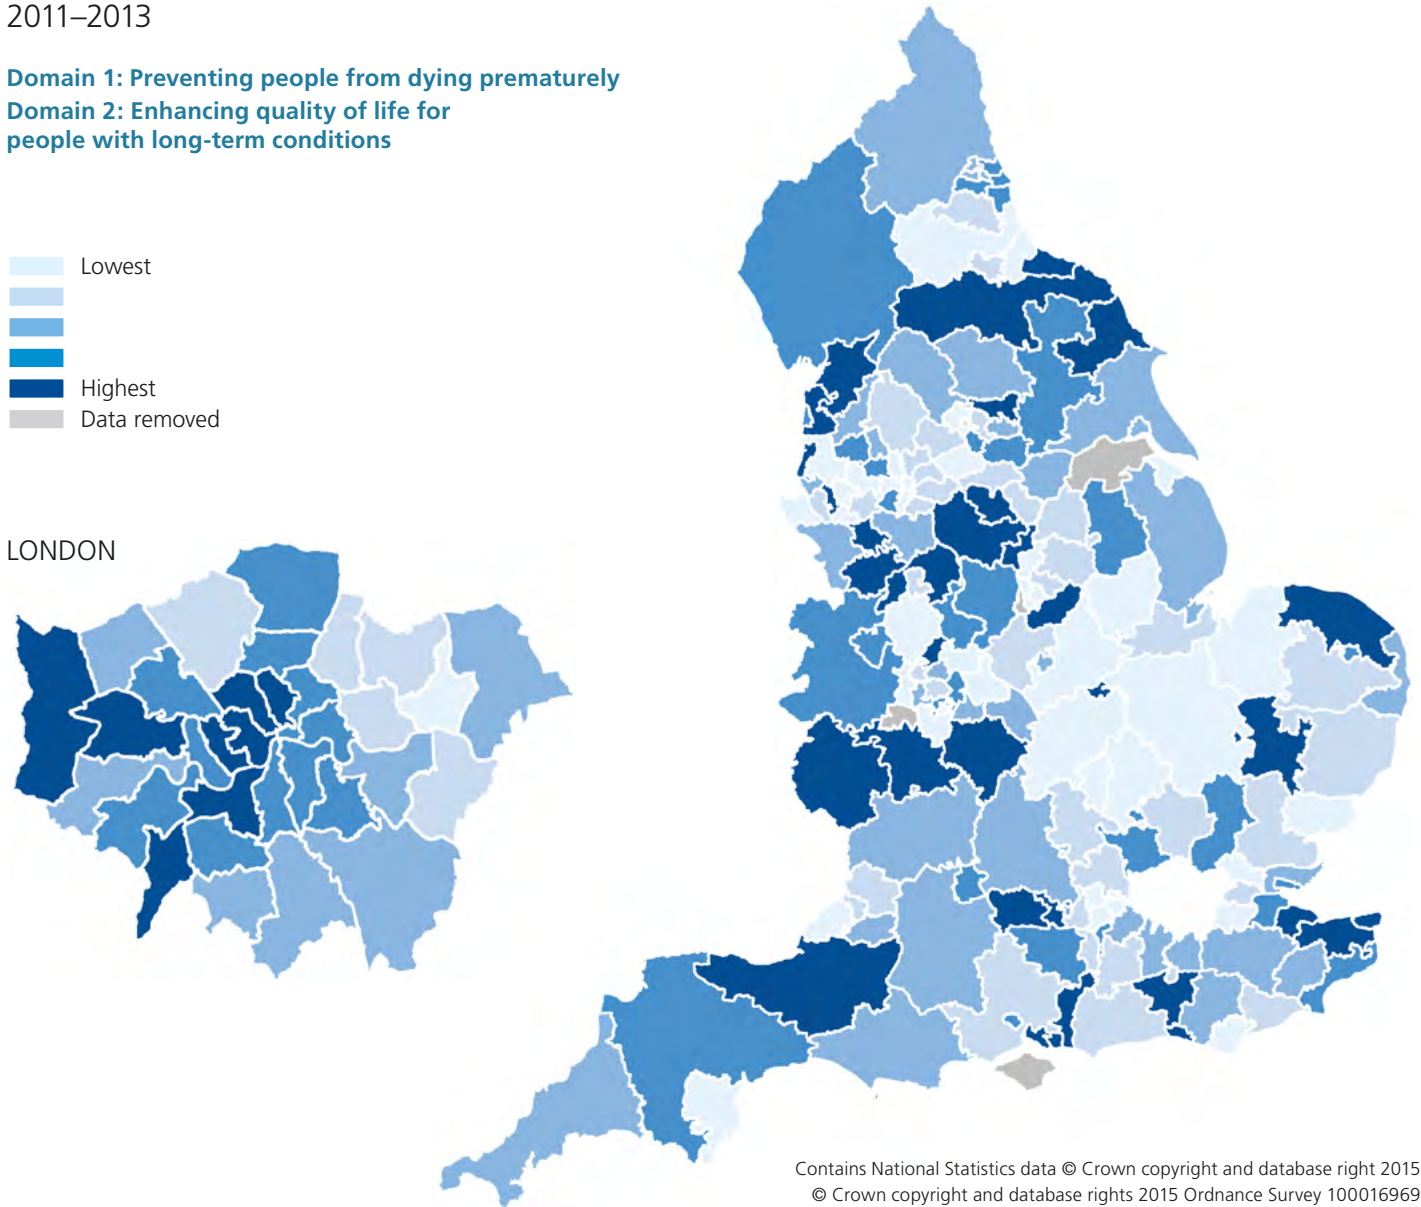 2011–2013
Domain 1: Preventing people from dying prematurely
Domain 2: Enhancing quality of life for
people with long-term conditions
Lowest
Highest
Data removed
LONDON
Contains National Statistics data © Crown copyright and database right 2015
© Crown copyright and database rights 2015 Ordnance Survey 100016969